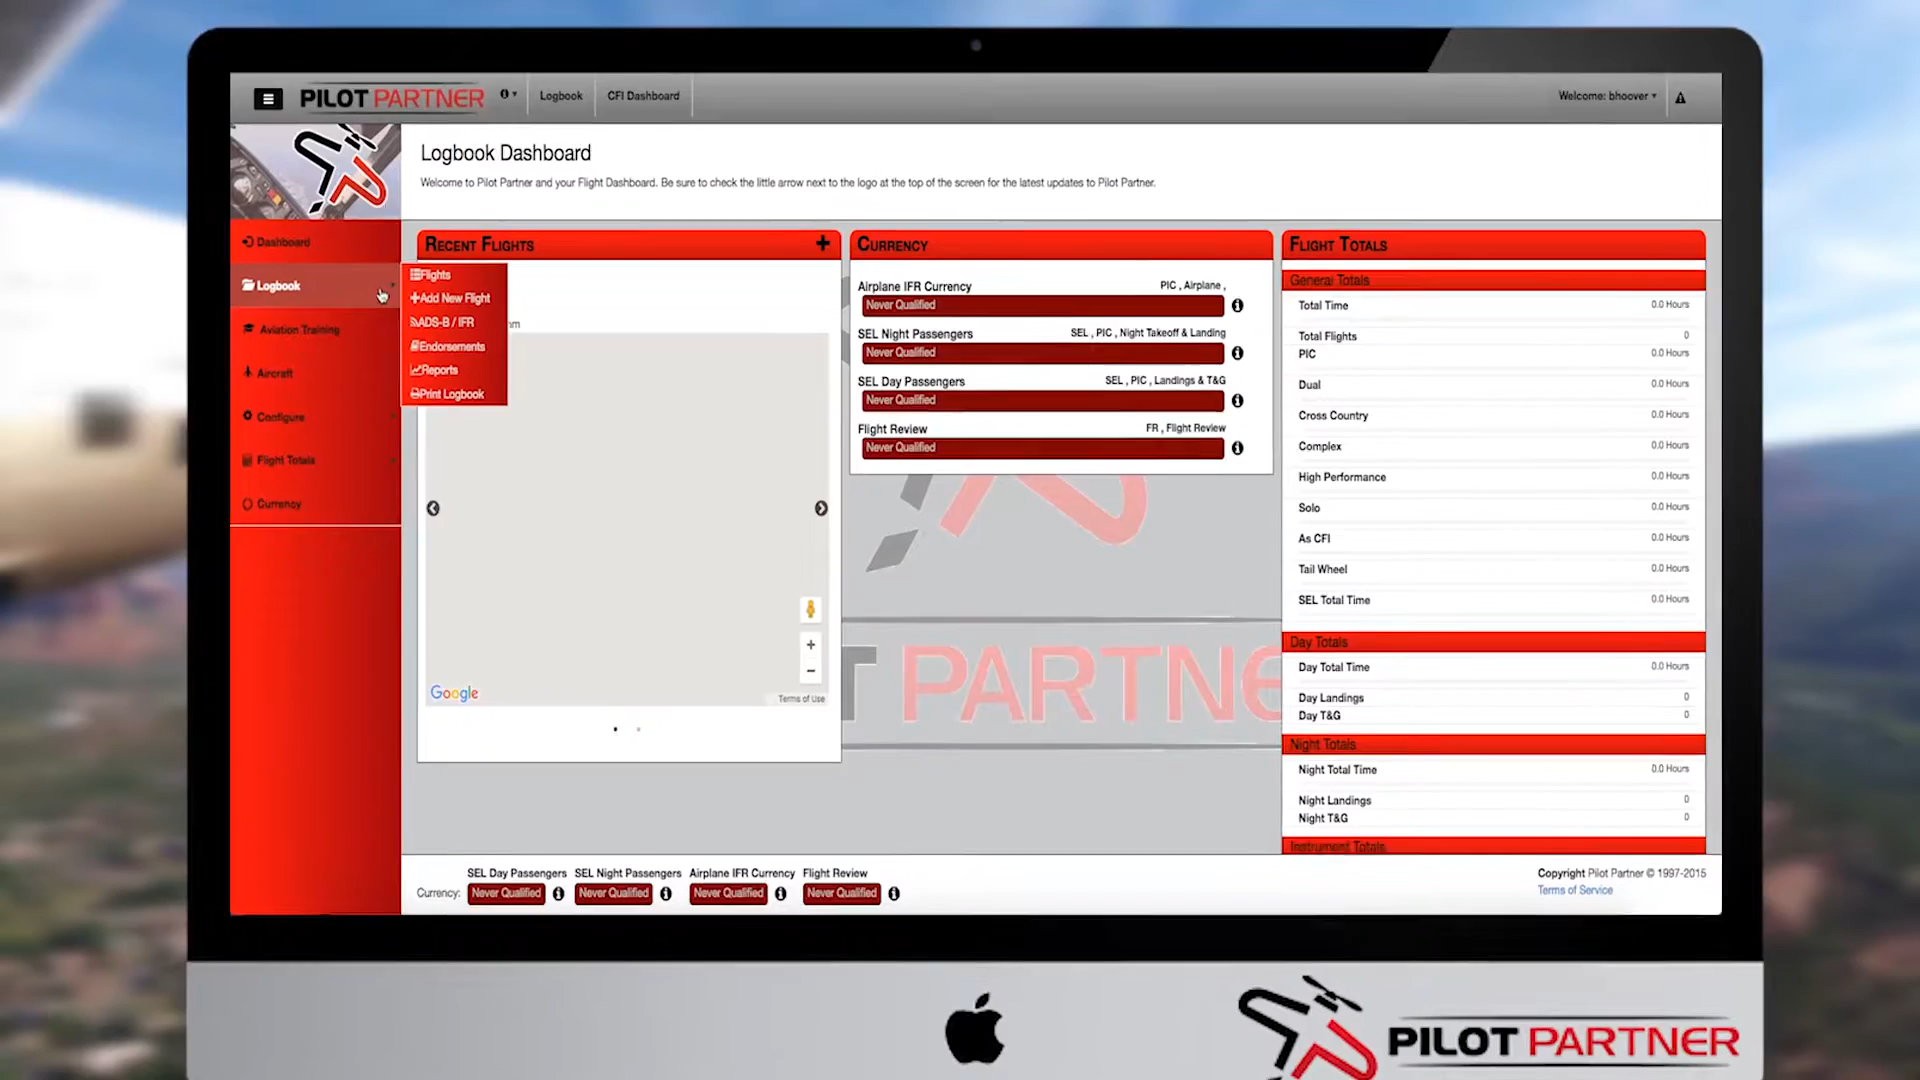 PILOT PARTNER
Logbook
CFI Dashboard
Welcome: bhoover
Logbook Dashboard
Welcome to Pilot Partner and your Flight Dashboard. Be sure to check the little arrow next to the logo at the top of the screen for the latest updates to Pilot Partner.
Dashboard
Logbook
Aviation Training
Aircraft
Configure
Flight Totals
Currency
Flights
Add New Flight
ADS-B / IFR
Endorsements
Reports
Print Logbook
RECENT FLIGHTS
Google
Terms of Use
CURRENCY
Airplane IFR Currency PIC , Airplane ,
Never Qualified
SEL Night Passengers SEL , PIC , Night Takeoff & Landing
Never Qualified
SEL Day Passengers SEL , PIC , Landings & T&G
Never Qualified
Flight Review FR , Flight Review
Never Qualified
PARTNE
FLIGHT TOTALS
General Totals
Total Time 0.0 Hours
Total Flights 0
PIC 0.0 Hours
Dual 0.0 Hours
Cross Country 0.0 Hours
Complex 0.0 Hours
High Performance 0.0 Hours
Solo 0.0 Hours
As CFI 0.0 Hours
Tail Wheel 0.0 Hours
SEL Total Time 0.0 Hours
Day Totals
Day Total Time 0.0 Hours
Day Landings 0
Day T&G 0
Night Totals
Night Total Time 0.0 Hours
Night Landings 0
Night T&G 0
Instrument Totals
SEL Day Passengers SEL Night Passengers Airplane IFR Currency Flight Review
Currency: Never Qualified Never Qualified Never Qualified Never Qualified
Copyright Pilot Partner © 1997-2015
Terms of Service
PILOT PARTNER